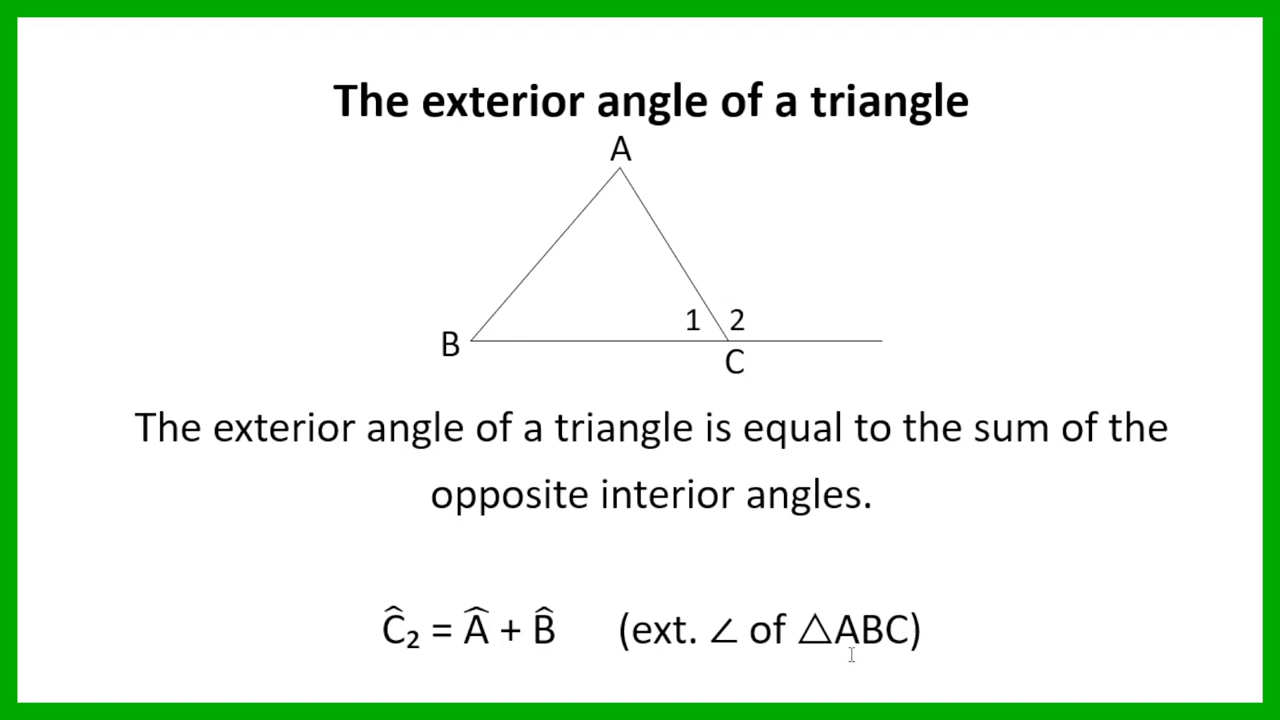 The exterior angle of a triangle
A
B
1 2
C
The exterior angle of a triangle is equal to the sum of the
opposite interior angles.
Ĉ₂ = Â + B̂ (ext. ∠ of △ABC)